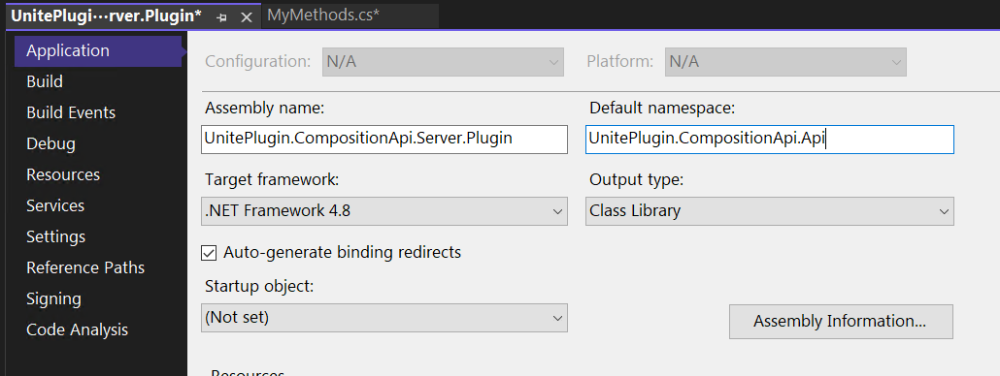 UnitePlugi···rver.Plugin*
MyMethods.cs*
Application
Build
Build Events
Debug
Resources
Services
Settings
Reference Paths
Signing
Code Analysis
Configuration: N/A Platform: N/A
Assembly name: Default namespace:
UnitePlugin.CompositionApi.Server.Plugin UnitePlugin.CompositionApi.Api
Target framework: Output type:
.NET Framework 4.8 Class Library
Auto-generate binding redirects
Startup object:
(Not set) Assembly Information...
Resources